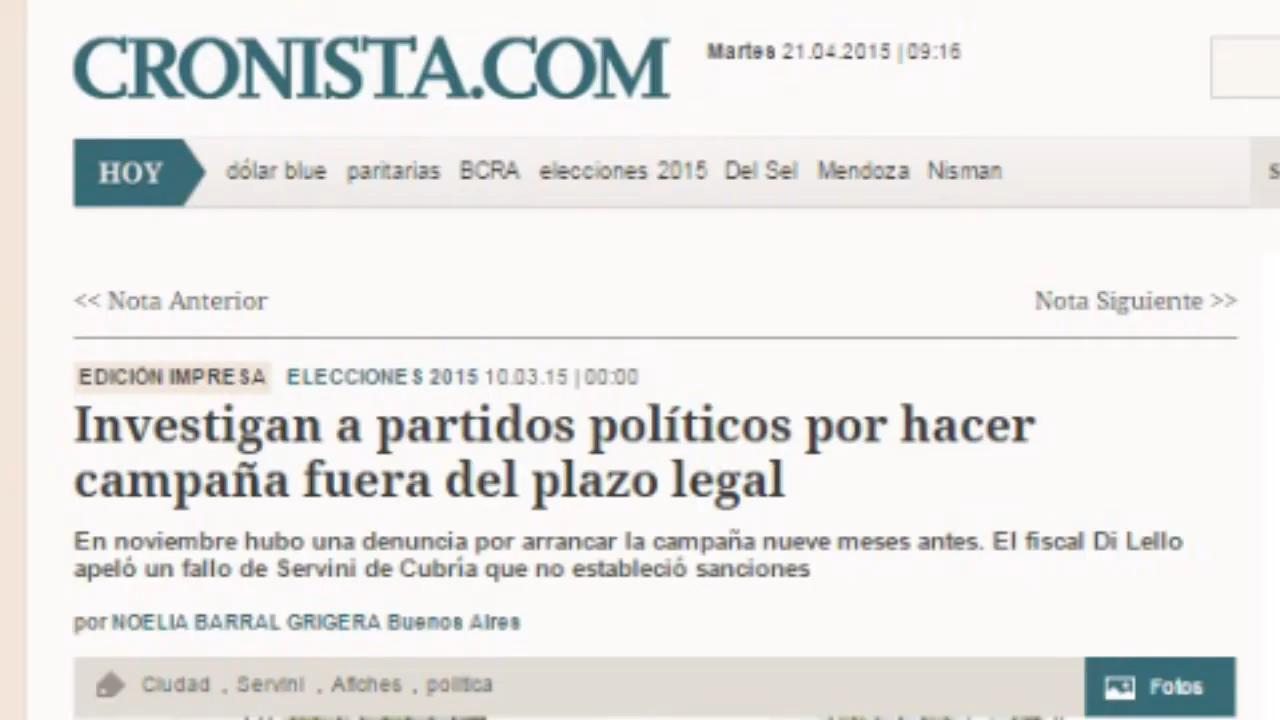 CRONISTA.COM Martes 21.04.2015 | 09:16
HOY dólar blue paritarias BCRA elecciones 2015 Del Sel Mendoza Nisman
<< Nota Anterior Nota Siguiente >>
EDICIÓN IMPRESA ELECCIONES 2015 10.03.15 | 00:00
Investigan a partidos políticos por hacer
campaña fuera del plazo legal
En noviembre hubo una denuncia por arrancar la campaña nueve meses antes. El fiscal Di Lello
apeló un fallo de Servini de Cubría que no estableció sanciones
por NOELIA BARRAL GRIGERA Buenos Aires
Ciudad , Servini , Afiches , política Fotos